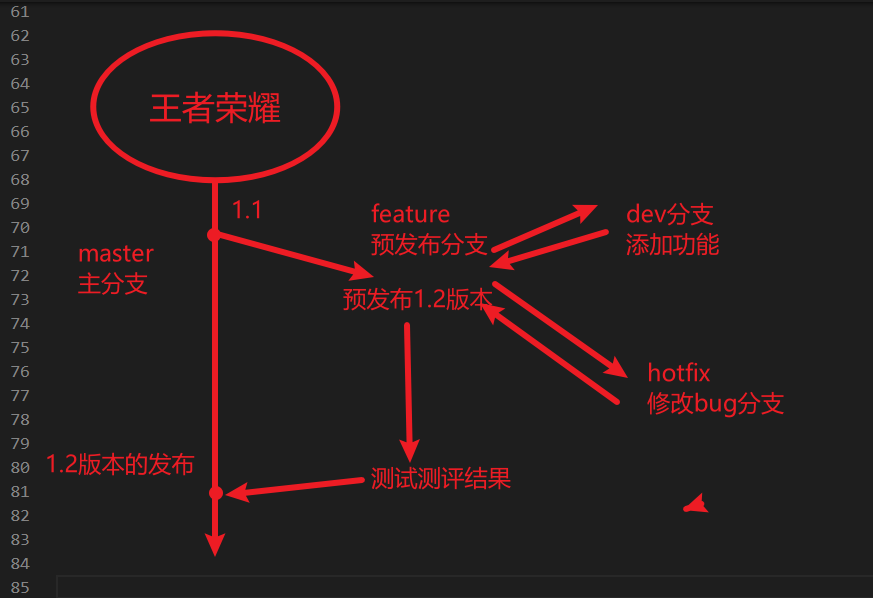 61
62
63
64
65
66
67
68
69
70
71
72
73
74
75
76
77
78
79
80
81
82
83
84
85
王者荣耀
1.1
master
主分支
feature
预发布分支
dev分支
添加功能
预发布1.2版本
hotfix
修改bug分支
1.2版本的发布
测试测评结果